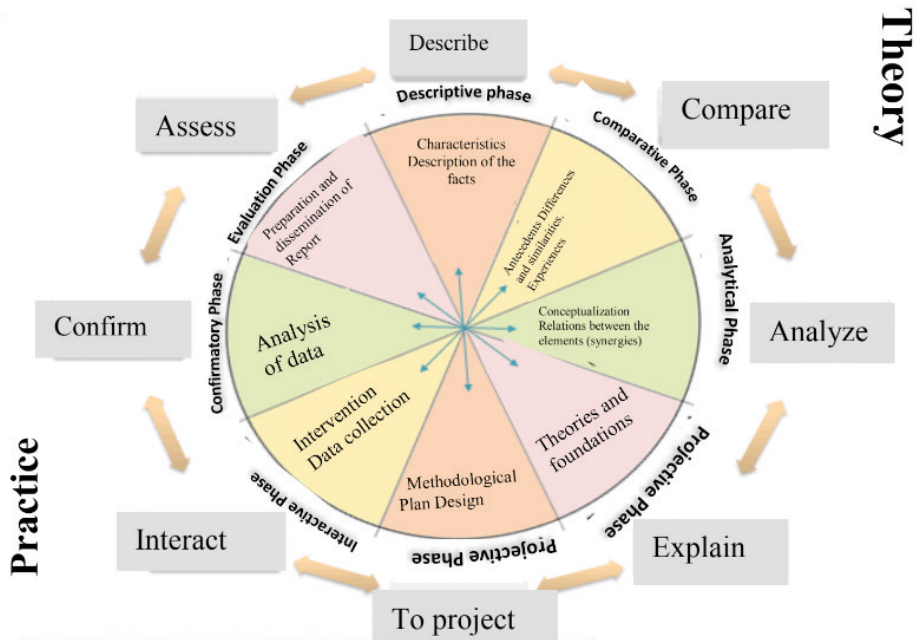 Describe
Theory
Descriptive phase
Compare
Assess
Comparative Phase
Characteristics
Description of the
facts
Evaluation Phase
Preparation and
dissemination of
Report
Antecedents Differences
and similarities.
Experiences
Analytical Phase
Confirm
Confirmatory Phase
Analysis
of data
Conceptualization
Relations between the
elements (synergies)
Analyze
Intervention
Data collection
Theories and
foundations
Methodological
Plan Design
Projective Phase
Interactive Phase
Projective Phase
Practice
Interact
Explain
To project